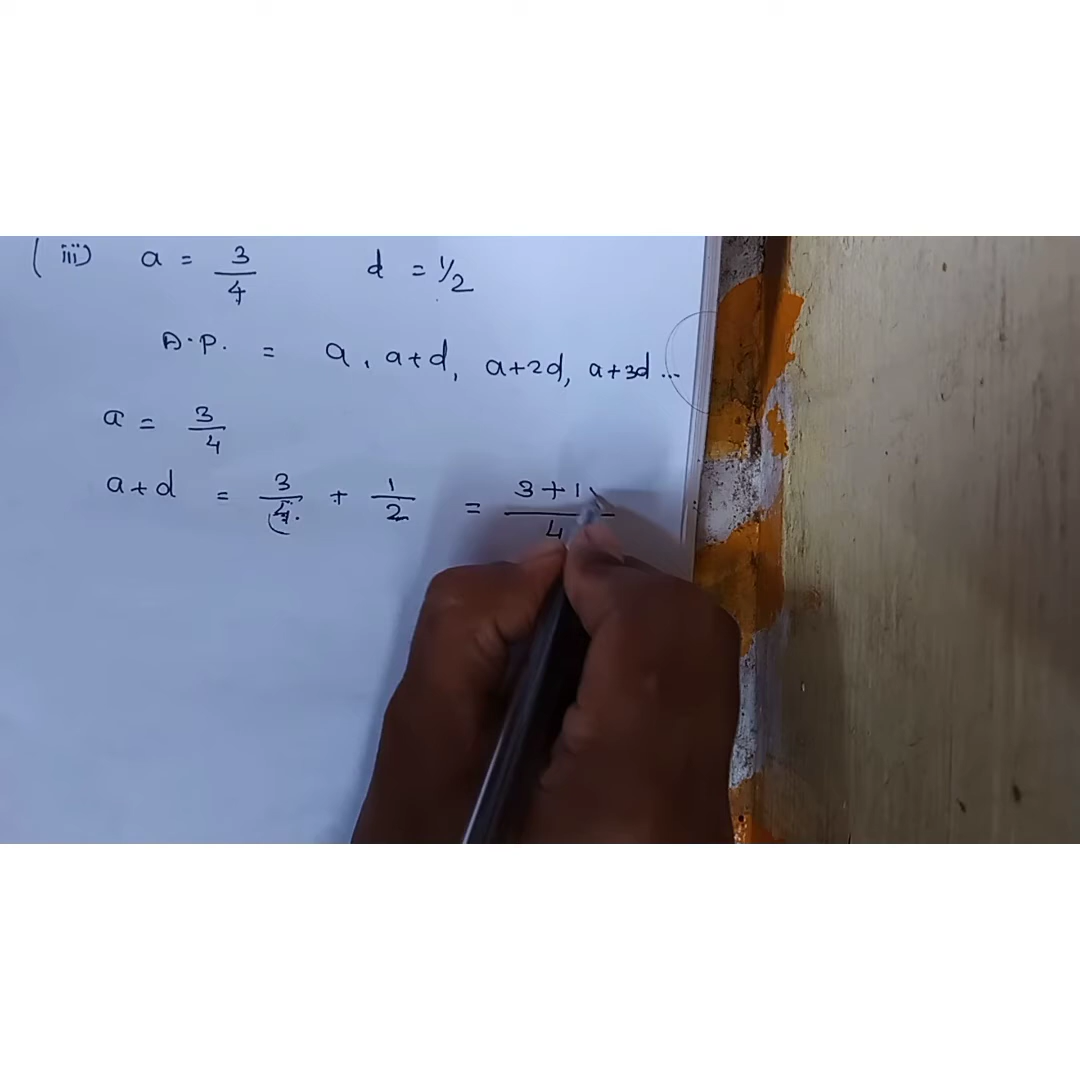 (iii) a = 3/4 d = 1/2
A.P. = a, a+d, a+2d, a+3d...
a = 3/4
a+d = 3/4 + 1/2 = 3+1×/4